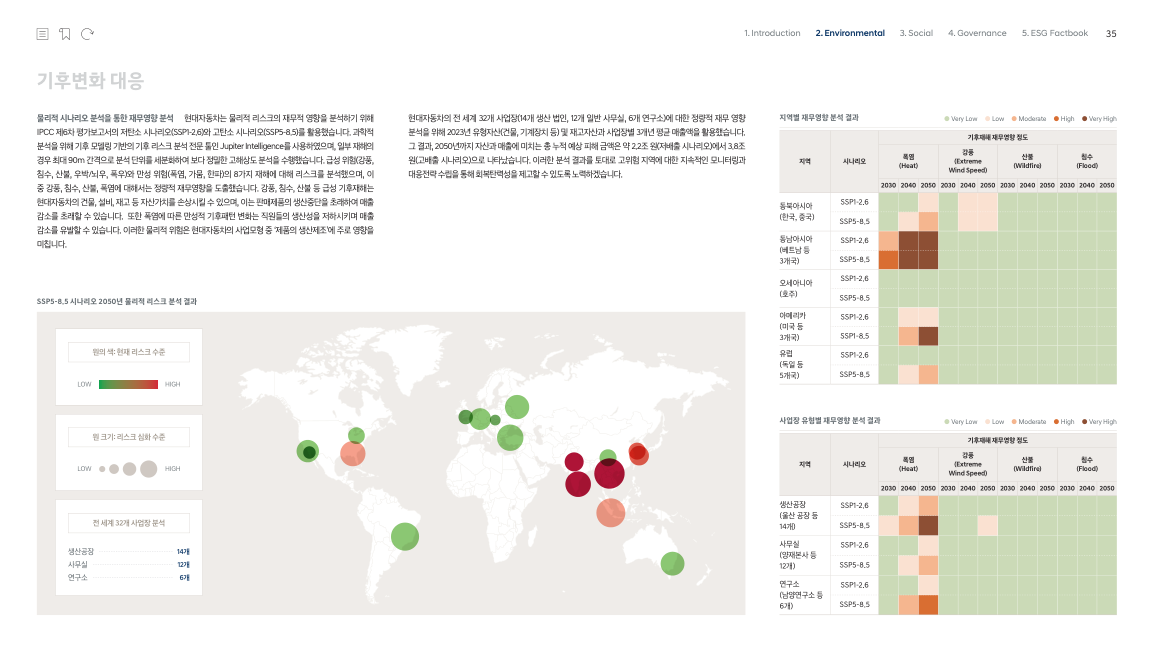 1. Introduction 2. Environmental 3. Social 4. Governance 5. ESG Factbook 35
기후변화 대응
물리적 시나리오 분석을 통한 재무영향 분석 현대자동차는 물리적 리스크의 재무적 영향을 분석하기 위해
IPCC 제6차 평가보고서의 저탄소 시나리오(SSP1-2,6)와 고탄소 시나리오(SSP5-8,5)를 활용했습니다. 과학적
분석을 위해 기후 모델링 기반의 기후 리스크 분석 전문 툴인 Jupiter Intelligence를 사용하였으며, 일부 재해의
경우 최대 90m 간격으로 분석 단위를 세분화하여 보다 정밀한 고해상도 분석을 수행했습니다. 급성 위험(강풍,
침수, 산불, 우박/뇌우, 폭우)와 만성 위험(폭염, 가뭄, 한파)의 8가지 재해에 대해 리스크를 분석했으며, 이
중 강풍, 침수, 산불, 폭염에 대해서는 정량적 재무영향을 도출했습니다. 강풍, 침수, 산불 등 급성 기후재해는
현대자동차의 건물, 설비, 재고 등 자산가치를 손상시킬 수 있으며, 이는 판매제품의 생산중단을 초래하여 매출
감소를 초래할 수 있습니다. 또한 폭염에 따른 만성적 기후패턴 변화는 직원들의 생산성을 저하시키며 매출
감소를 유발할 수 있습니다. 이러한 물리적 위험은 현대자동차의 사업모형 중 '제품의 생산제조'에 주로 영향을
미칩니다.
현대자동차의 전 세계 32개 사업장(14개 생산 법인, 12개 일반 사무실, 6개 연구소)에 대한 정량적 재무 영향
분석을 위해 2023년 유형자산(건물, 기계장치 등) 및 재고자산과 사업장별 3개년 평균 매출액을 활용했습니다.
그 결과, 2050년까지 자산과 매출에 미치는 총 누적 예상 피해 금액은 약 2,2조 원(저배출 시나리오)에서 3,8조
원(고배출 시나리오)으로 나타났습니다. 이러한 분석 결과를 토대로 고위험 지역에 대한 지속적인 모니터링과
대응전략 수립을 통해 회복탄력성을 제고할 수 있도록 노력하겠습니다.
SSP5-8,5 시나리오 2050년 물리적 리스크 분석 결과
원의 색: 현재 리스크 수준
LOW HIGH
원 크기: 리스크 심화 수준
LOW HIGH
전 세계 32개 사업장 분석
생산공장 14개
사무실 12개
연구소 6개
지역별 재무영향 분석 결과 Very Low Low Moderate High Very High
지역 시나리오 기후재해 재무영향 정도
폭염 (Heat) 강풍 (Extreme Wind Speed) 산불 (Wildfire) 침수 (Flood)
2030 2040 2050 2030 2040 2050 2030 2040 2050 2030 2040 2050
동북아시아 (한국, 중국) SSP1-2,6
SSP5-8,5
동남아시아 (베트남 등 3개국) SSP1-2,6
SSP5-8,5
오세아니아 (호주) SSP1-2,6
SSP5-8,5
아메리카 (미국 등 3개국) SSP1-2,6
SSP1-8,5
유럽 (독일 등 5개국) SSP1-2,6
SSP5-8,5
사업장 유형별 재무영향 분석 결과 Very Low Low Moderate High Very High
지역 시나리오 기후재해 재무영향 정도
폭염 (Heat) 강풍 (Extreme Wind Speed) 산불 (Wildfire) 침수 (Flood)
2030 2040 2050 2030 2040 2050 2030 2040 2050 2030 2040 2050
생산공장 (울산 공장 등 14개) SSP1-2,6
SSP5-8,5
사무실 (양재본사 등 12개) SSP1-2,6
SSP5-8,5
연구소 (남양연구소 등 6개) SSP1-2,6
SSP5-8,5